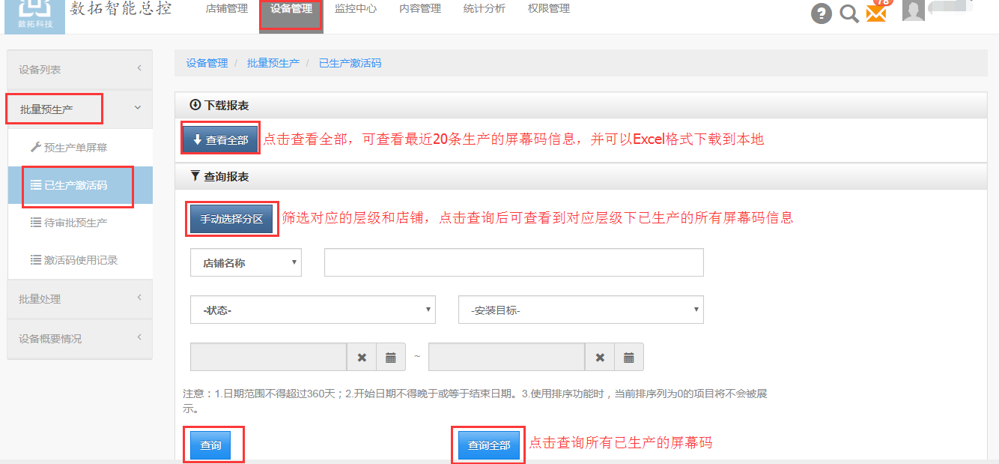 数拓科技
数拓智能总控
店铺管理
设备管理
监控中心
内容管理
统计分析
权限管理
78
设备列表
批量预生产
预生产单屏幕
已生产激活码
待审批预生产
激活码使用记录
批量处理
设备概要情况
设备管理 / 批量预生产 / 已生产激活码
下载报表
查看全部
点击查看全部，可查看最近20条生产的屏幕码信息，并可以Excel格式下载到本地
查询报表
手动选择分区
筛选对应的层级和店铺，点击查询后可查看到对应层级下已生产的所有屏幕码信息
店铺名称
-状态-
-安装目标-
~
注意：1.日期范围不得超过360天；2.开始日期不得晚于或等于结束日期。3.使用排序功能时，当前排序列为0的项目将不会被展
示。
查询
查询全部
点击查询所有已生产的屏幕码